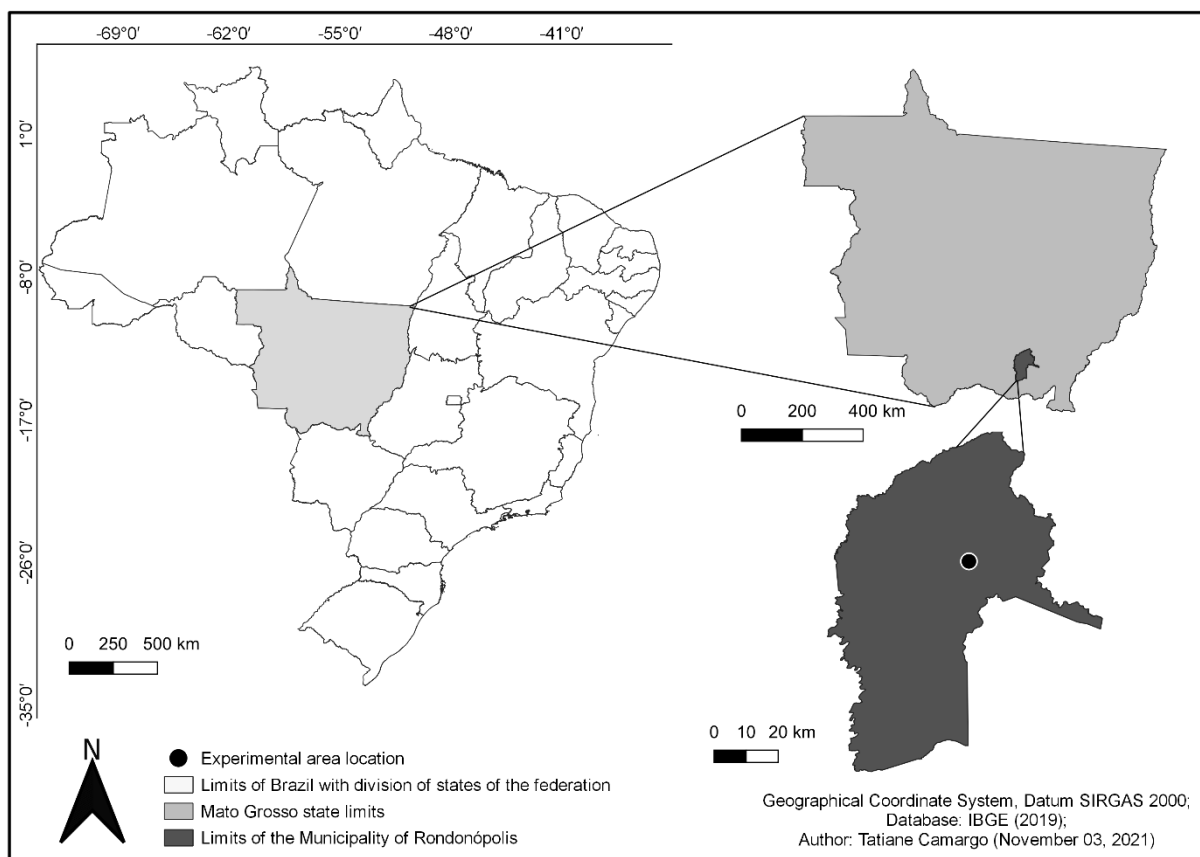 -69°0' -62°0' -55°0' -48°0' -41°0'
1°0'
-8°0'
-17°0'
-26°0'
-35°0'
0 200 400 km
0 250 500 km
0 10 20 km
N
Experimental area location
Limits of Brazil with division of states of the federation
Mato Grosso state limits
Limits of the Municipality of Rondonópolis
Geographical Coordinate System, Datum SIRGAS 2000;
Database: IBGE (2019);
Author: Tatiane Camargo (November 03, 2021)